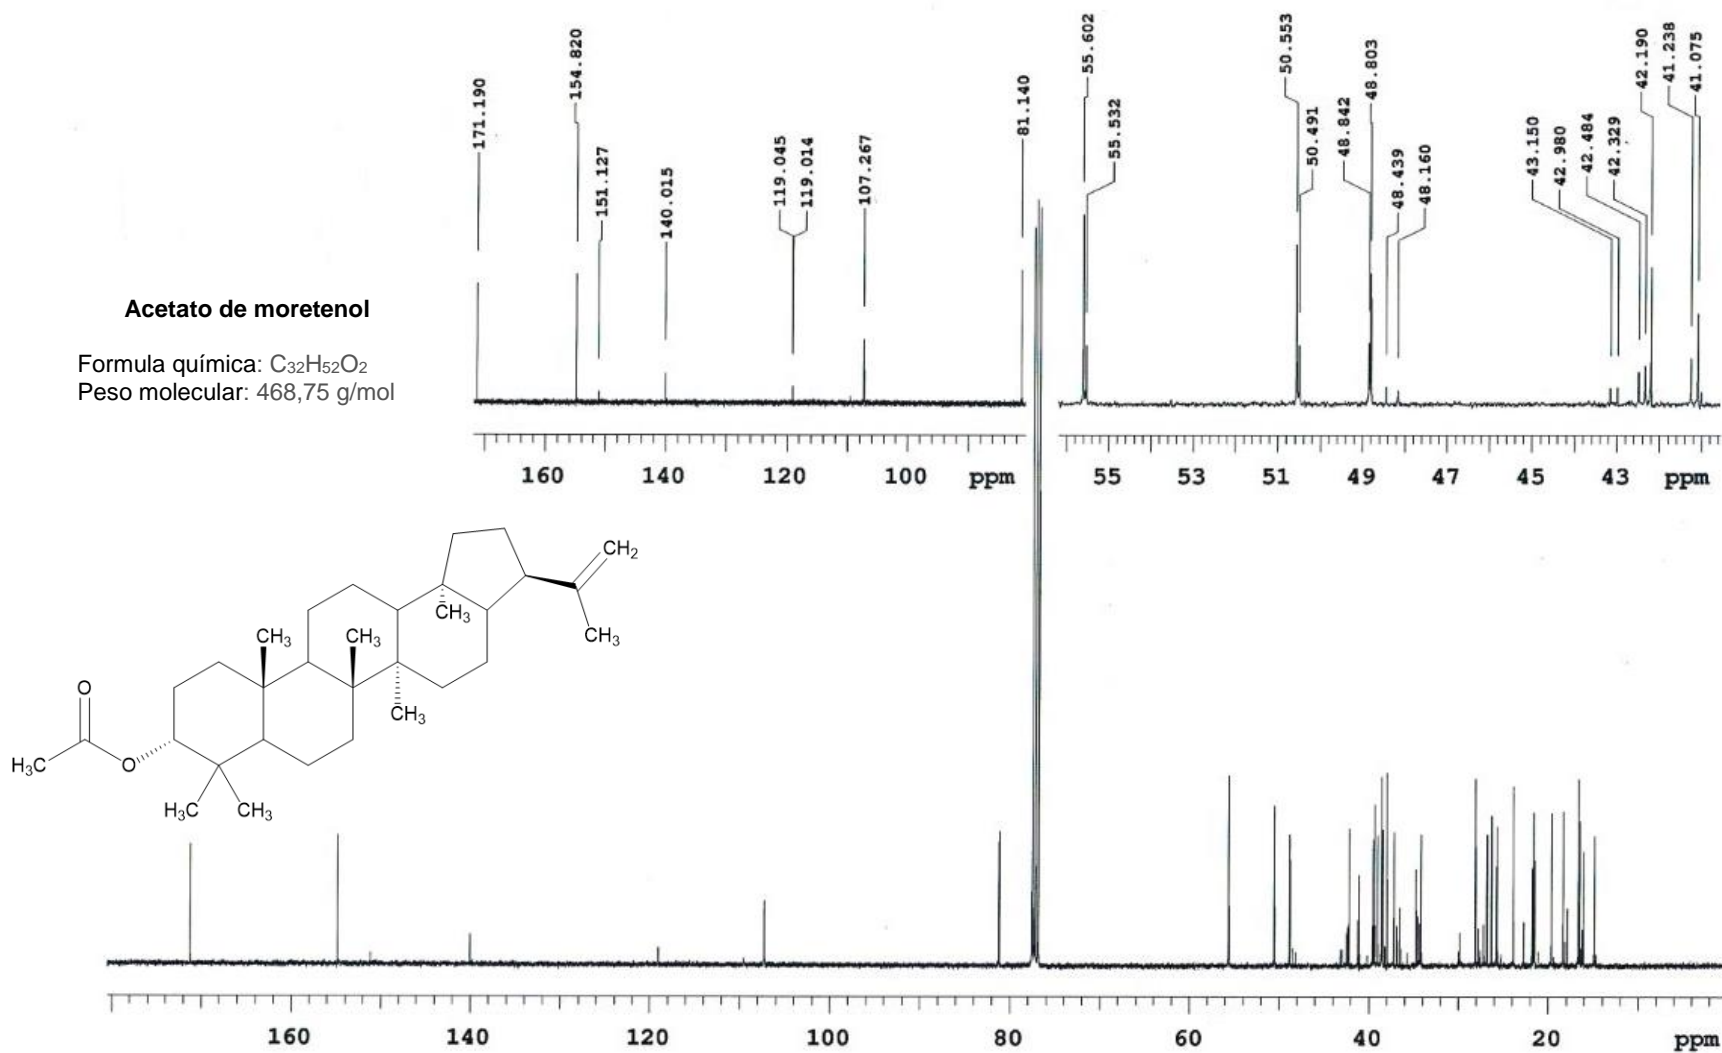 171.190
154.820
151.127
140.015
119.045
119.014
107.267
81.140
55.602
55.532
50.553
50.491
48.842
48.803
48.439
48.160
43.150
42.980
42.484
42.329
42.190
41.238
41.075
Acetato de moretenol
Formula química: C₃₂H₅₂O₂
Peso molecular: 468,75 g/mol
160 140 120 100 ppm
55 53 51 49 47 45 43 ppm
CH₂
CH₃
CH₃
CH₃ CH₃
CH₃
O
H₃C O
H₃C CH₃
160 140 120 100 80 60 40 20 ppm